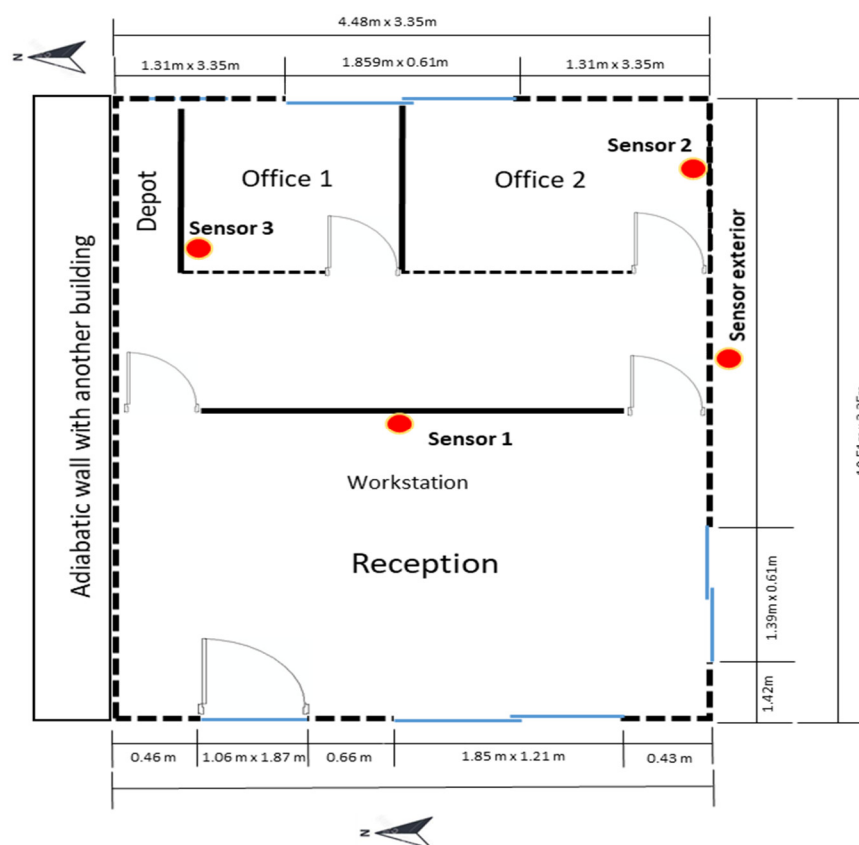 4.48m x 3.35m
1.31m x 3.35m
1.859m x 0.61m
1.31m x 3.35m
N
Depot
Office 1
Office 2
Sensor 2
Sensor 3
Sensor exterior
Adiabatic wall with another building
Sensor 1
Workstation
Reception
1.39m x 0.61m
1.42m
0.46 m
1.06 m x 1.87 m
0.66 m
1.85 m x 1.21 m
0.43 m
N